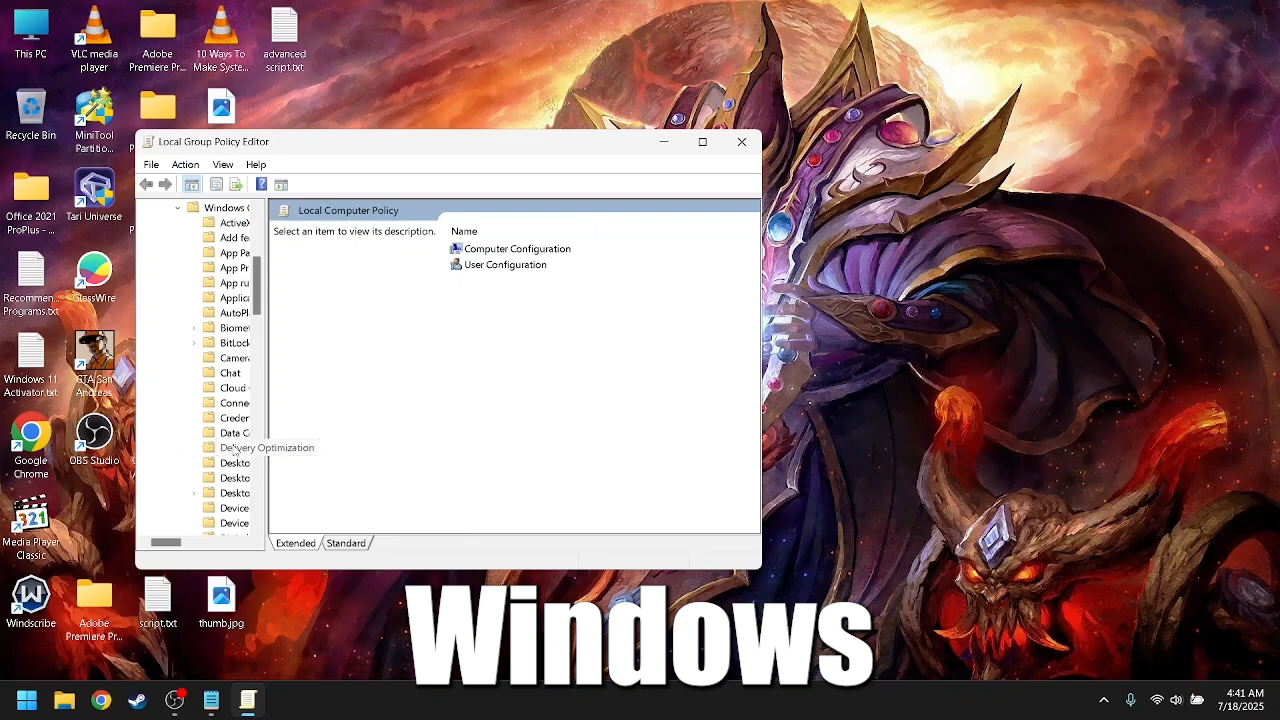 This PC
VLC media
player
Adobe
Premiere Pr...
10 Ways To
Make Syste...
advanced
script.txt
Recycle Bin
MiniTool
Partitio...
Office 2021
ProPlus - ...
Tari Universe
Recommen...
Programs.txt
GlassWire
Windows 11
Activator.txt
GTA San
Andreas
Google
Chrome
OBS Studio
Media Player
Classic
Windscribe
Adobe
Premiere Pr...
script.txt
thumb.jpg
Local Group Policy Editor
File Action View Help
Windows
ActiveX
Add fe
App Pa
App Pr
App ru
Applica
AutoPl
Biomet
BitLock
Camera
Chat
Cloud
Conne
Creden
Data C
Delivery Optimization
Deskto
Deskto
Deskto
Device
Device
Local Computer Policy
Select an item to view its description.
Name
Computer Configuration
User Configuration
Extended Standard
Windows
4:41 AM
7/18/2025